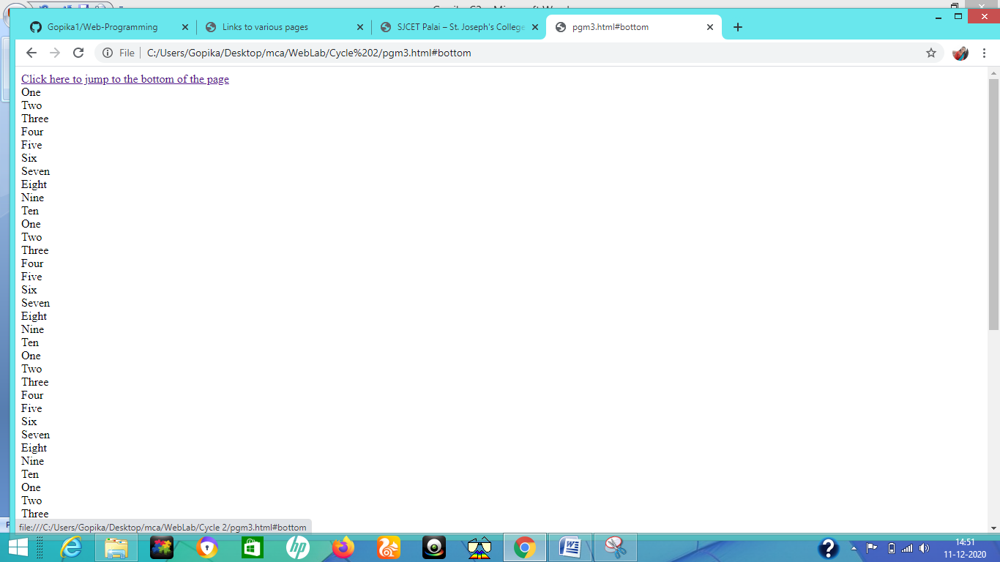 Gopika1/Web-Programming
Links to various pages
SJCET Palai – St. Joseph's College
pgm3.html#bottom
File
C:/Users/Gopika/Desktop/mca/WebLab/Cycle%202/pgm3.html#bottom
Click here to jump to the bottom of the page
One
Two
Three
Four
Five
Six
Seven
Eight
Nine
Ten
One
Two
Three
Four
Five
Six
Seven
Eight
Nine
Ten
One
Two
Three
Four
Five
Six
Seven
Eight
Nine
Ten
One
Two
Three
file:///C:/Users/Gopika/Desktop/mca/WebLab/Cycle 2/pgm3.html#bottom
hp
14:51
11-12-2020